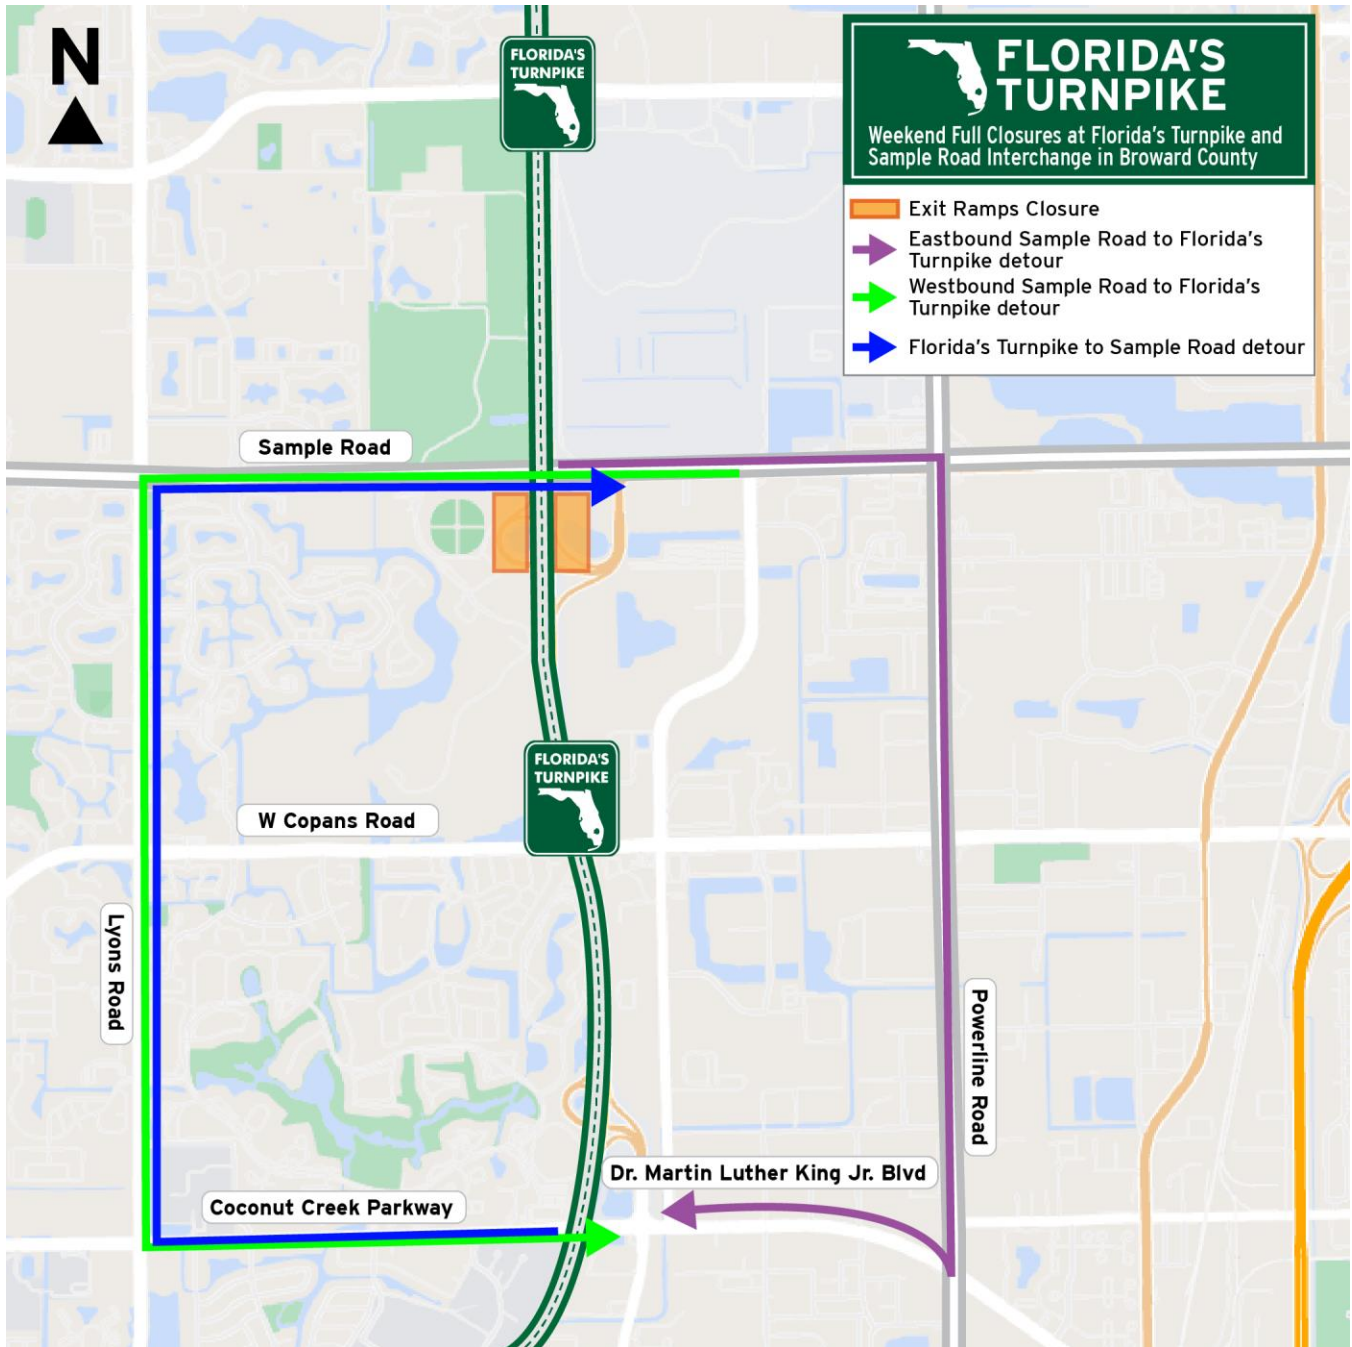 N
FLORIDA'S
TURNPIKE
FLORIDA'S
TURNPIKE
Weekend Full Closures at Florida's Turnpike and
Sample Road Interchange in Broward County
Exit Ramps Closure
Eastbound Sample Road to Florida's
Turnpike detour
Westbound Sample Road to Florida's
Turnpike detour
Florida's Turnpike to Sample Road detour
Sample Road
FLORIDA'S
TURNPIKE
W Copans Road
Lyons Road
Powerline Road
Dr. Martin Luther King Jr. Blvd
Coconut Creek Parkway